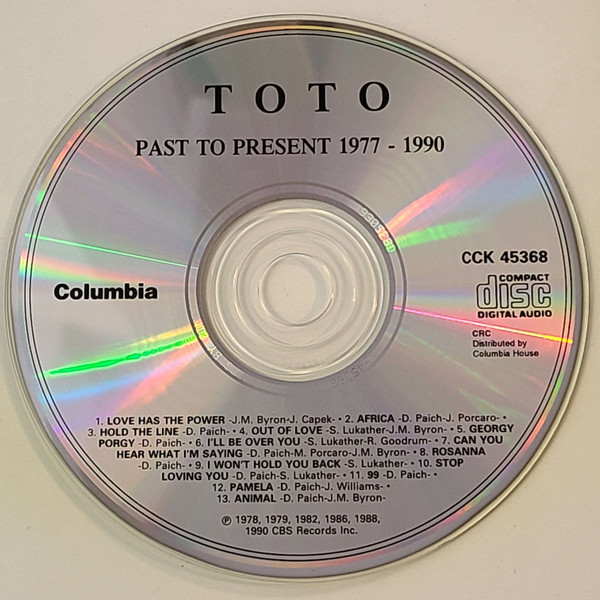 TOTO
PAST TO PRESENT 1977 - 1990
CCK 45368
Columbia
COMPACT
disc
DIGITAL AUDIO
CRC
Distributed by
Columbia House
1. LOVE HAS THE POWER -J.M. Byron-J. Capek- • 2. AFRICA -D. Paich-J. Porcaro- •
3. HOLD THE LINE -D. Paich- • 4. OUT OF LOVE -S. Lukather-J.M. Byron- • 5. GEORGY
PORGY -D. Paich- • 6. I'LL BE OVER YOU -S. Lukather-R. Goodrum- • 7. CAN YOU
HEAR WHAT I'M SAYING -D. Paich-M. Porcaro-J.M. Byron- • 8. ROSANNA
-D. Paich- • 9. I WON'T HOLD YOU BACK -S. Lukather- • 10. STOP
LOVING YOU -D. Paich-S. Lukather- • 11. 99 -D. Paich- •
12. PAMELA -D. Paich-J. Williams- •
13. ANIMAL -D. Paich-J.M. Byron-
℗ 1978, 1979, 1982, 1986, 1988,
1990 CBS Records Inc.